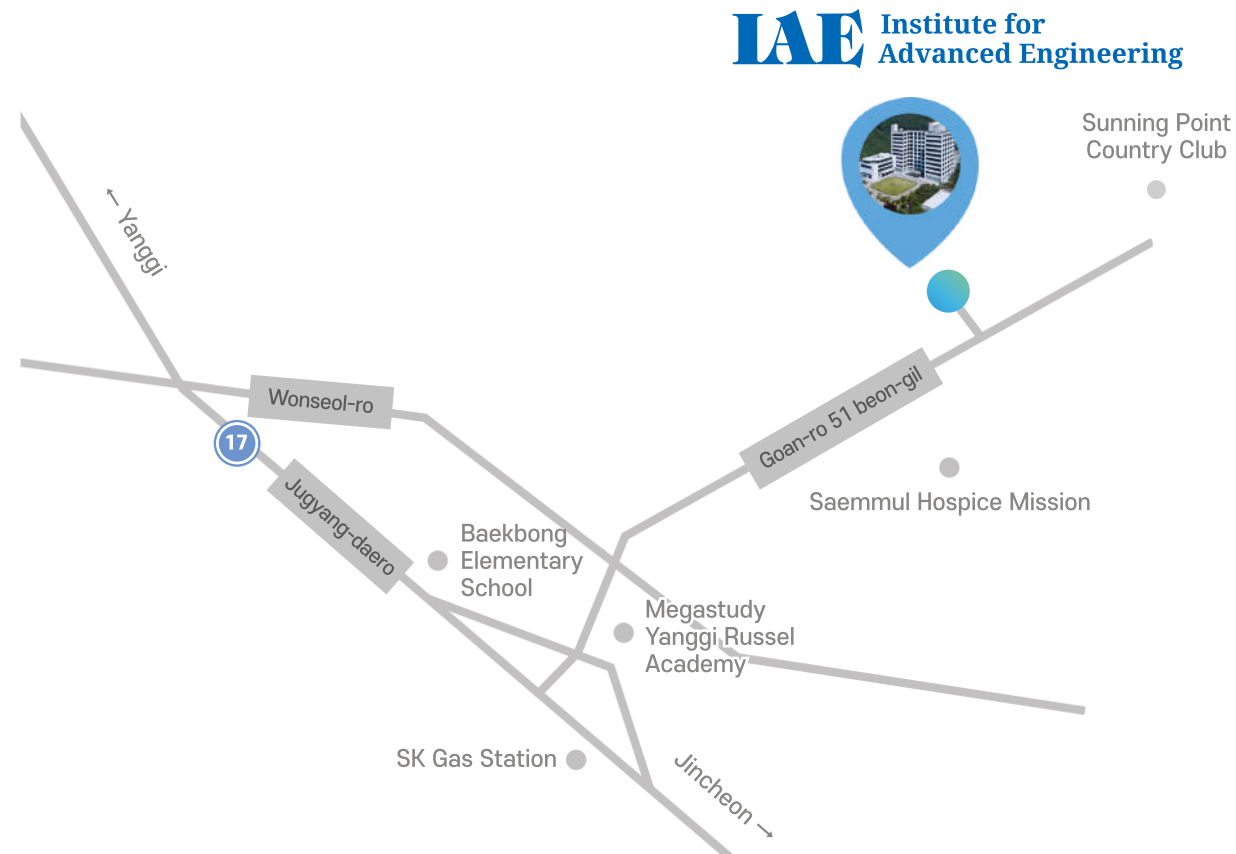 IAE Institute for
Advanced Engineering
Sunning Point
Country Club
← Yanggi
Wonseol-ro
Goan-ro 51 beon-gil
17
Jugyang-daero
Saemmul Hospice Mission
Baekbong
Elementary
School
Megastudy
Yanggi Russel
Academy
SK Gas Station
Jincheon →